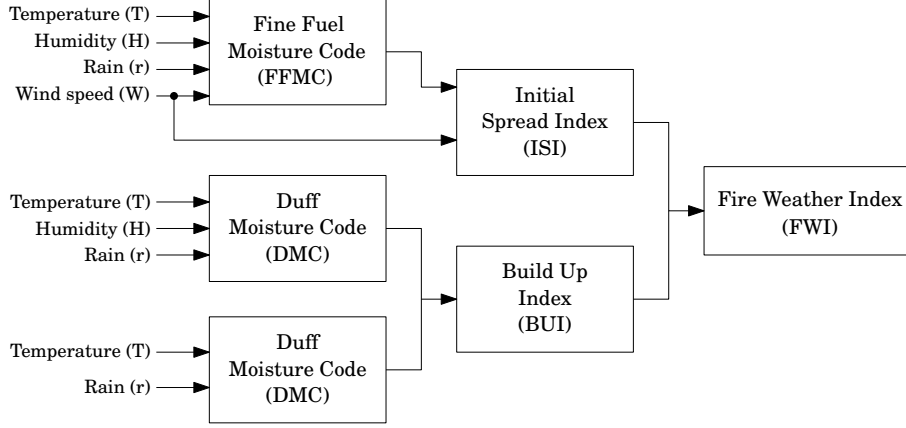 Temperature (T)
Humidity (H)
Rain (r)
Wind speed (W)
Fine Fuel
Moisture Code
(FFMC)
Initial
Spread Index
(ISI)
Temperature (T)
Humidity (H)
Rain (r)
Duff
Moisture Code
(DMC)
Fire Weather Index
(FWI)
Build Up
Index
(BUI)
Temperature (T)
Rain (r)
Duff
Moisture Code
(DMC)